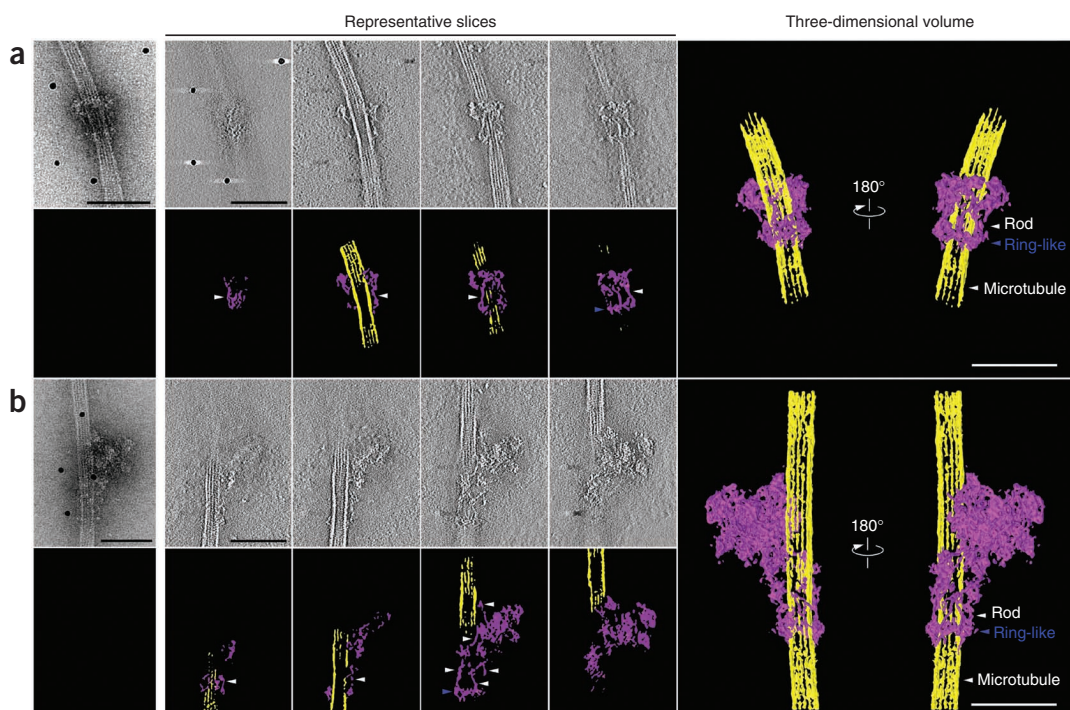 Representative slices
Three-dimensional volume
a
180°
Rod
Ring-like
Microtubule
b
180°
Rod
Ring-like
Microtubule